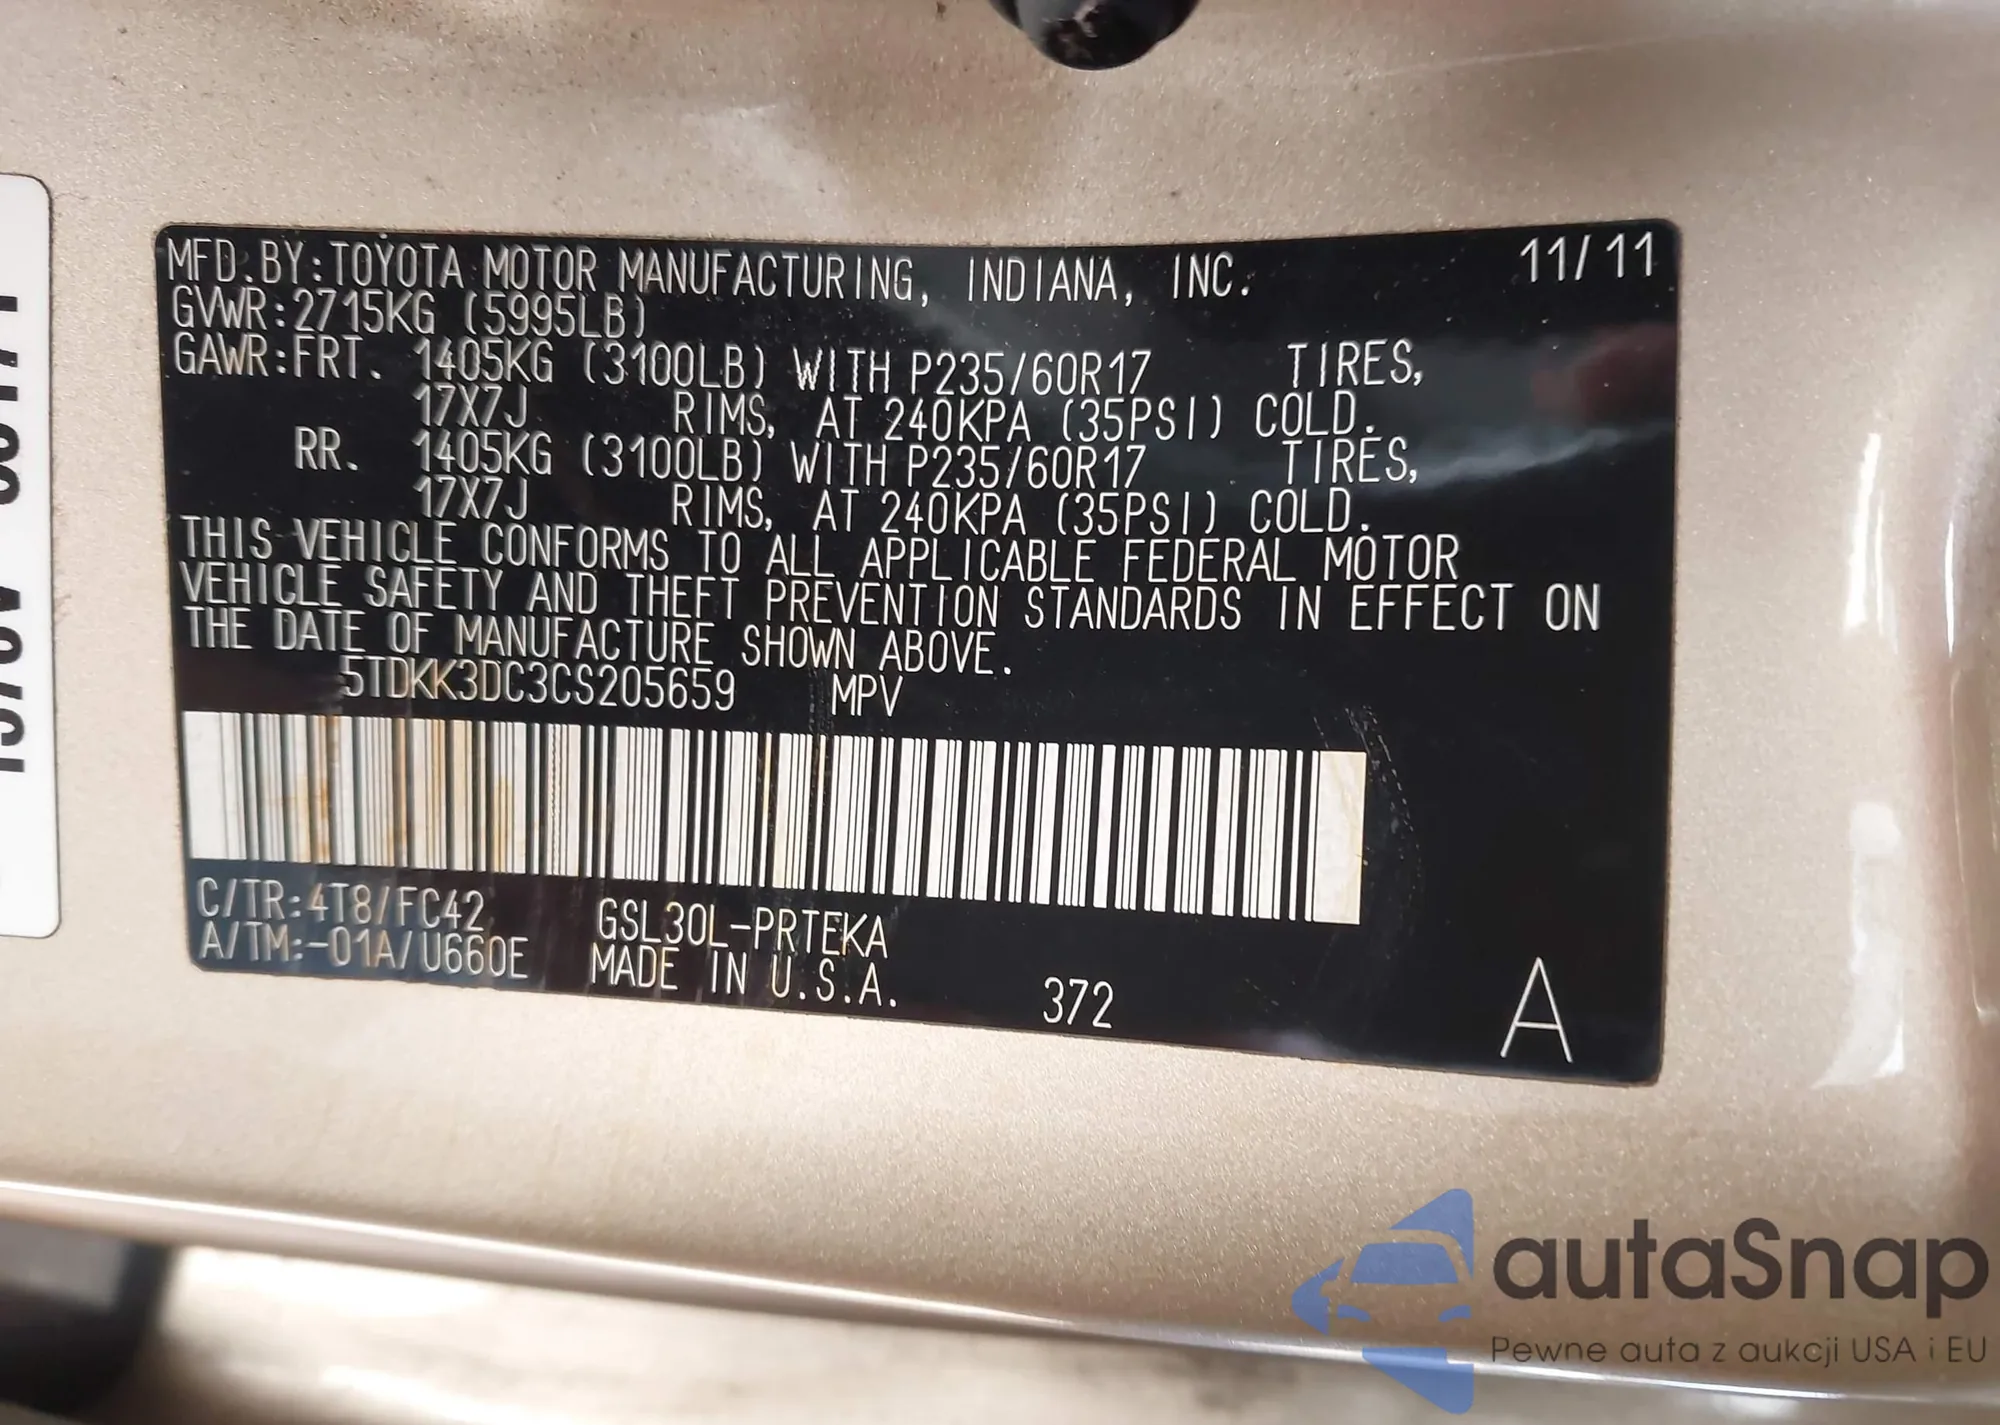 MFD.BY:TOYOTA MOTOR MANUFACTURING, INDIANA, INC. 11/11
GVWR:2715KG (5995LB)
GAWR:FRT. 1405KG (3100LB) WITH P235/60R17 TIRES,
17X7J RIMS, AT 240KPA (35PSI) COLD.
RR. 1405KG (3100LB) WITH P235/60R17 TIRES,
17X7J RIMS, AT 240KPA (35PSI) COLD.
THIS VEHICLE CONFORMS TO ALL APPLICABLE FEDERAL MOTOR
VEHICLE SAFETY AND THEFT PREVENTION STANDARDS IN EFFECT ON
THE DATE OF MANUFACTURE SHOWN ABOVE.
5TDKK3DC3CS205659 MPV
C/TR:4T8/FC42 GSL30L-PRTEKA
A/TM:-01A/U660E MADE IN U.S.A. 372 A
autaSnap
Pewne auta z aukcji USA i EU